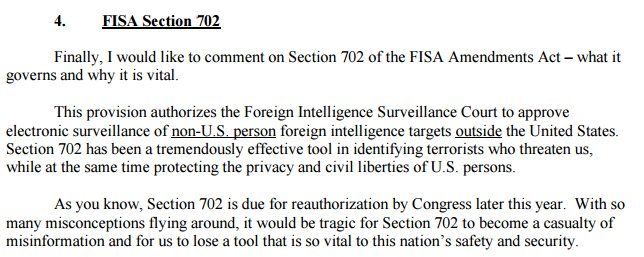 4. FISA Section 702
Finally, I would like to comment on Section 702 of the FISA Amendments Act – what it
governs and why it is vital.
This provision authorizes the Foreign Intelligence Surveillance Court to approve
electronic surveillance of non-U.S. person foreign intelligence targets outside the United States.
Section 702 has been a tremendously effective tool in identifying terrorists who threaten us,
while at the same time protecting the privacy and civil liberties of U.S. persons.
As you know, Section 702 is due for reauthorization by Congress later this year.  With so
many misconceptions flying around, it would be tragic for Section 702 to become a casualty of
misinformation and for us to lose a tool that is so vital to this nation’s safety and security.